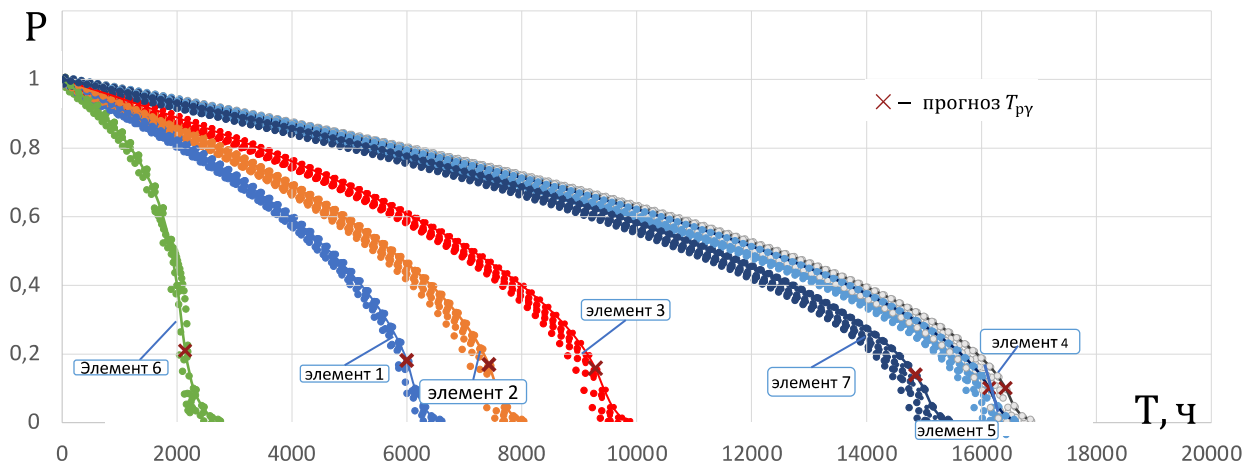 P
1
0,8
0,6
0,4
0,2
0
× – прогноз Tрγ
элемент 3
элемент 4
Элемент 6
элемент 1
элемент 2
элемент 7
элемент 5
Т, ч
0 2000 4000 6000 8000 10000 12000 14000 16000 18000 20000